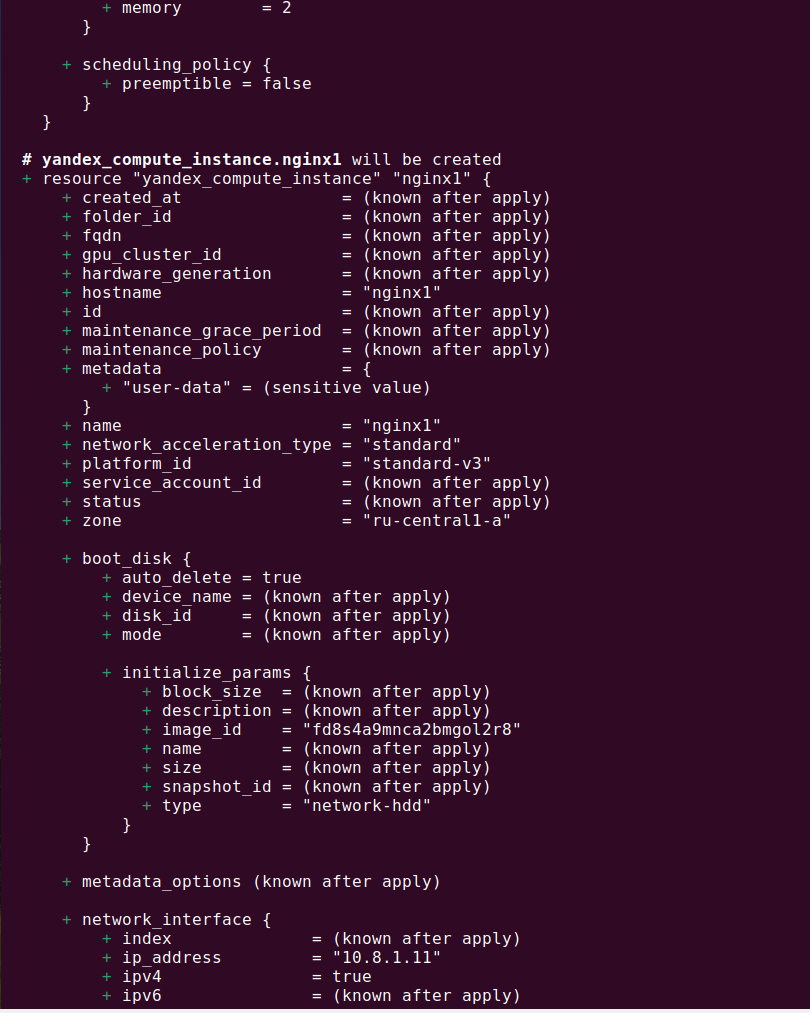 + memory        = 2
}
+ scheduling_policy {
+ preemptible = false
}
}
# yandex_compute_instance.nginx1 will be created
+ resource "yandex_compute_instance" "nginx1" {
+ created_at                = (known after apply)
+ folder_id                 = (known after apply)
+ fqdn                      = (known after apply)
+ gpu_cluster_id            = (known after apply)
+ hardware_generation       = (known after apply)
+ hostname                  = "nginx1"
+ id                        = (known after apply)
+ maintenance_grace_period  = (known after apply)
+ maintenance_policy        = (known after apply)
+ metadata                  = {
+ "user-data" = (sensitive value)
}
+ name                      = "nginx1"
+ network_acceleration_type = "standard"
+ platform_id               = "standard-v3"
+ service_account_id        = (known after apply)
+ status                    = (known after apply)
+ zone                      = "ru-central1-a"
+ boot_disk {
+ auto_delete = true
+ device_name = (known after apply)
+ disk_id     = (known after apply)
+ mode        = (known after apply)
+ initialize_params {
+ block_size  = (known after apply)
+ description = (known after apply)
+ image_id    = "fd8s4a9mnca2bmgol2r8"
+ name        = (known after apply)
+ size        = (known after apply)
+ snapshot_id = (known after apply)
+ type        = "network-hdd"
}
}
+ metadata_options (known after apply)
+ network_interface {
+ index              = (known after apply)
+ ip_address         = "10.8.1.11"
+ ipv4               = true
+ ipv6               = (known after apply)